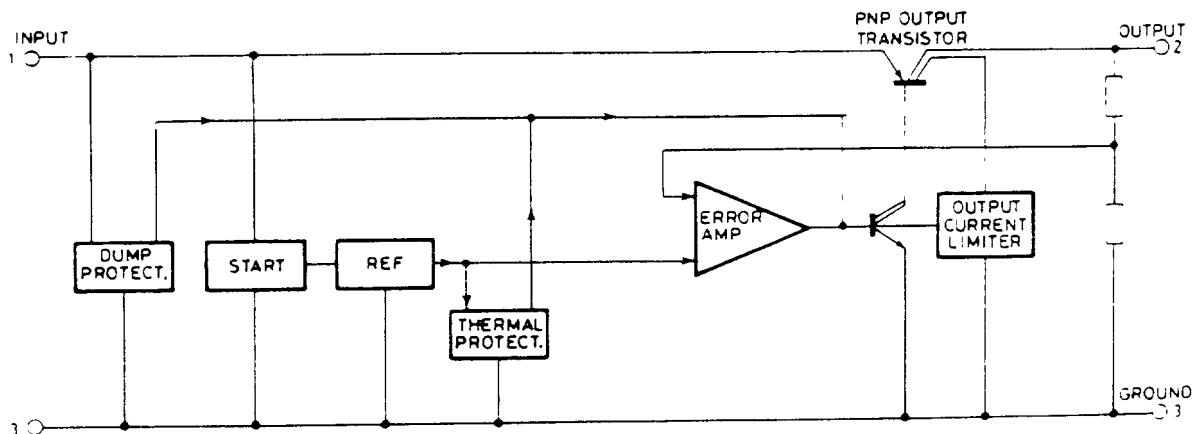 PNP OUTPUT
TRANSISTOR
INPUT
1
OUTPUT
2
ERROR
AMP
OUTPUT
CURRENT
LIMITER
DUMP
PROTECT.
START
REF
THERMAL
PROTECT.
GROUND
3
3